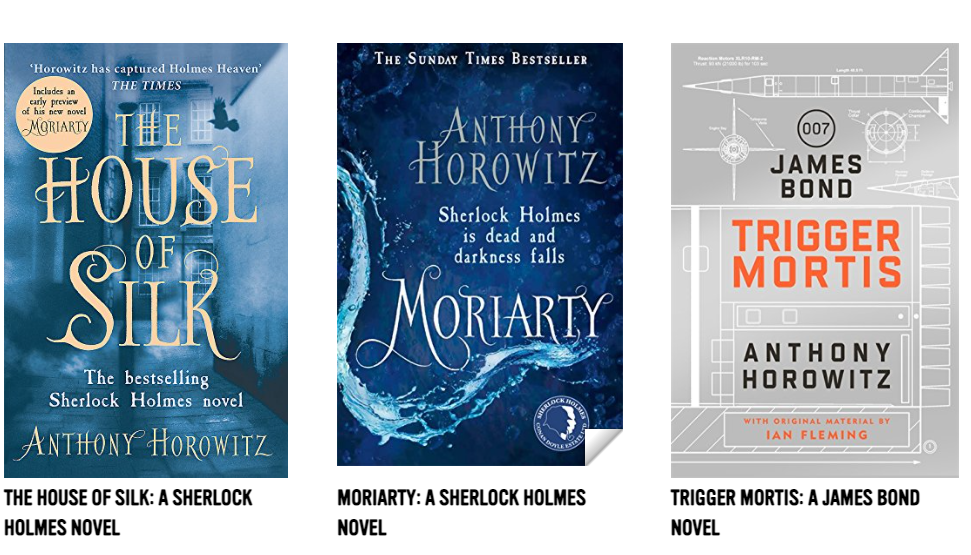 'Horowitz has captured Holmes Heaven'
THE TIMES
Includes an
early preview
of his new novel
MORIARTY
THE
HOUSE
OF
SILK
The bestselling
Sherlock Holmes novel
ANTHONY HOROWITZ
THE HOUSE OF SILK: A SHERLOCK
HOLMES NOVEL
THE SUNDAY TIMES BESTSELLER
ANTHONY
HOROWITZ
Sherlock Holmes
is dead and
darkness falls
MORIARTY
SHERLOCK HOLMES
CONAN DOYLE ESTATE LTD
MORIARTY: A SHERLOCK HOLMES
NOVEL
007
JAMES
BOND
TRIGGER
MORTIS
ANTHONY
HOROWITZ
WITH ORIGINAL MATERIAL BY
IAN FLEMING
TRIGGER MORTIS: A JAMES BOND
NOVEL